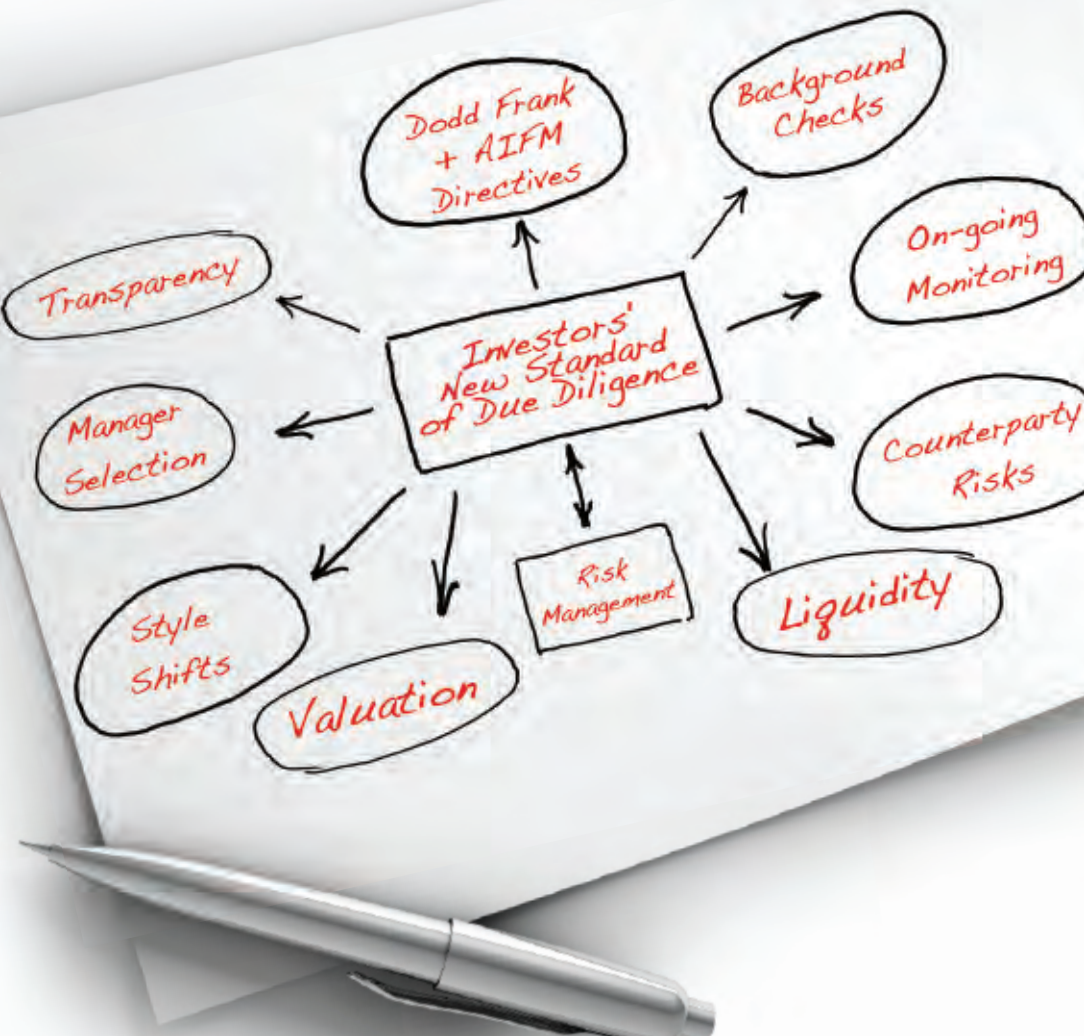 Dodd Frank
+ AIFM
Directives
Background
Checks
Transparency
On-going
Monitoring
Investors'
New Standard
of Due Diligence
Manager
Selection
Counterparty
Risks
Style
Shifts
Valuation
Risk
Management
Liquidity